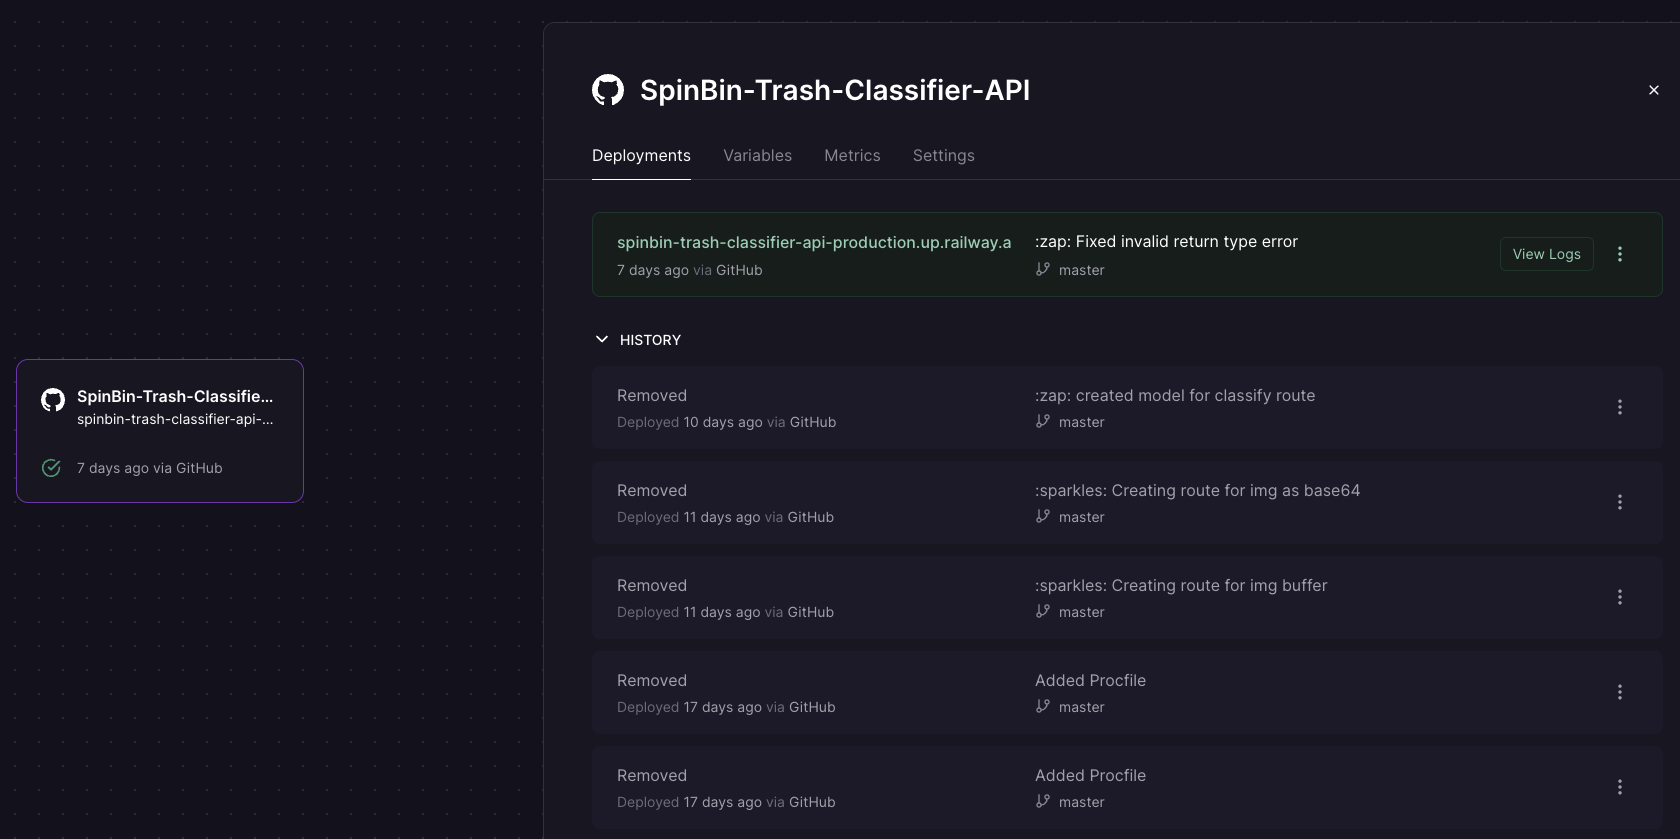 SpinBin-Trash-Classifie...
spinbin-trash-classifier-api-...
7 days ago via GitHub
SpinBin-Trash-Classifier-API
Deployments Variables Metrics Settings
spinbin-trash-classifier-api-production.up.railway.a
7 days ago via GitHub
:zap: Fixed invalid return type error
master
View Logs
HISTORY
Removed
Deployed 10 days ago via GitHub
:zap: created model for classify route
master
Removed
Deployed 11 days ago via GitHub
:sparkles: Creating route for img as base64
master
Removed
Deployed 11 days ago via GitHub
:sparkles: Creating route for img buffer
master
Removed
Deployed 17 days ago via GitHub
Added Procfile
master
Removed
Deployed 17 days ago via GitHub
Added Procfile
master